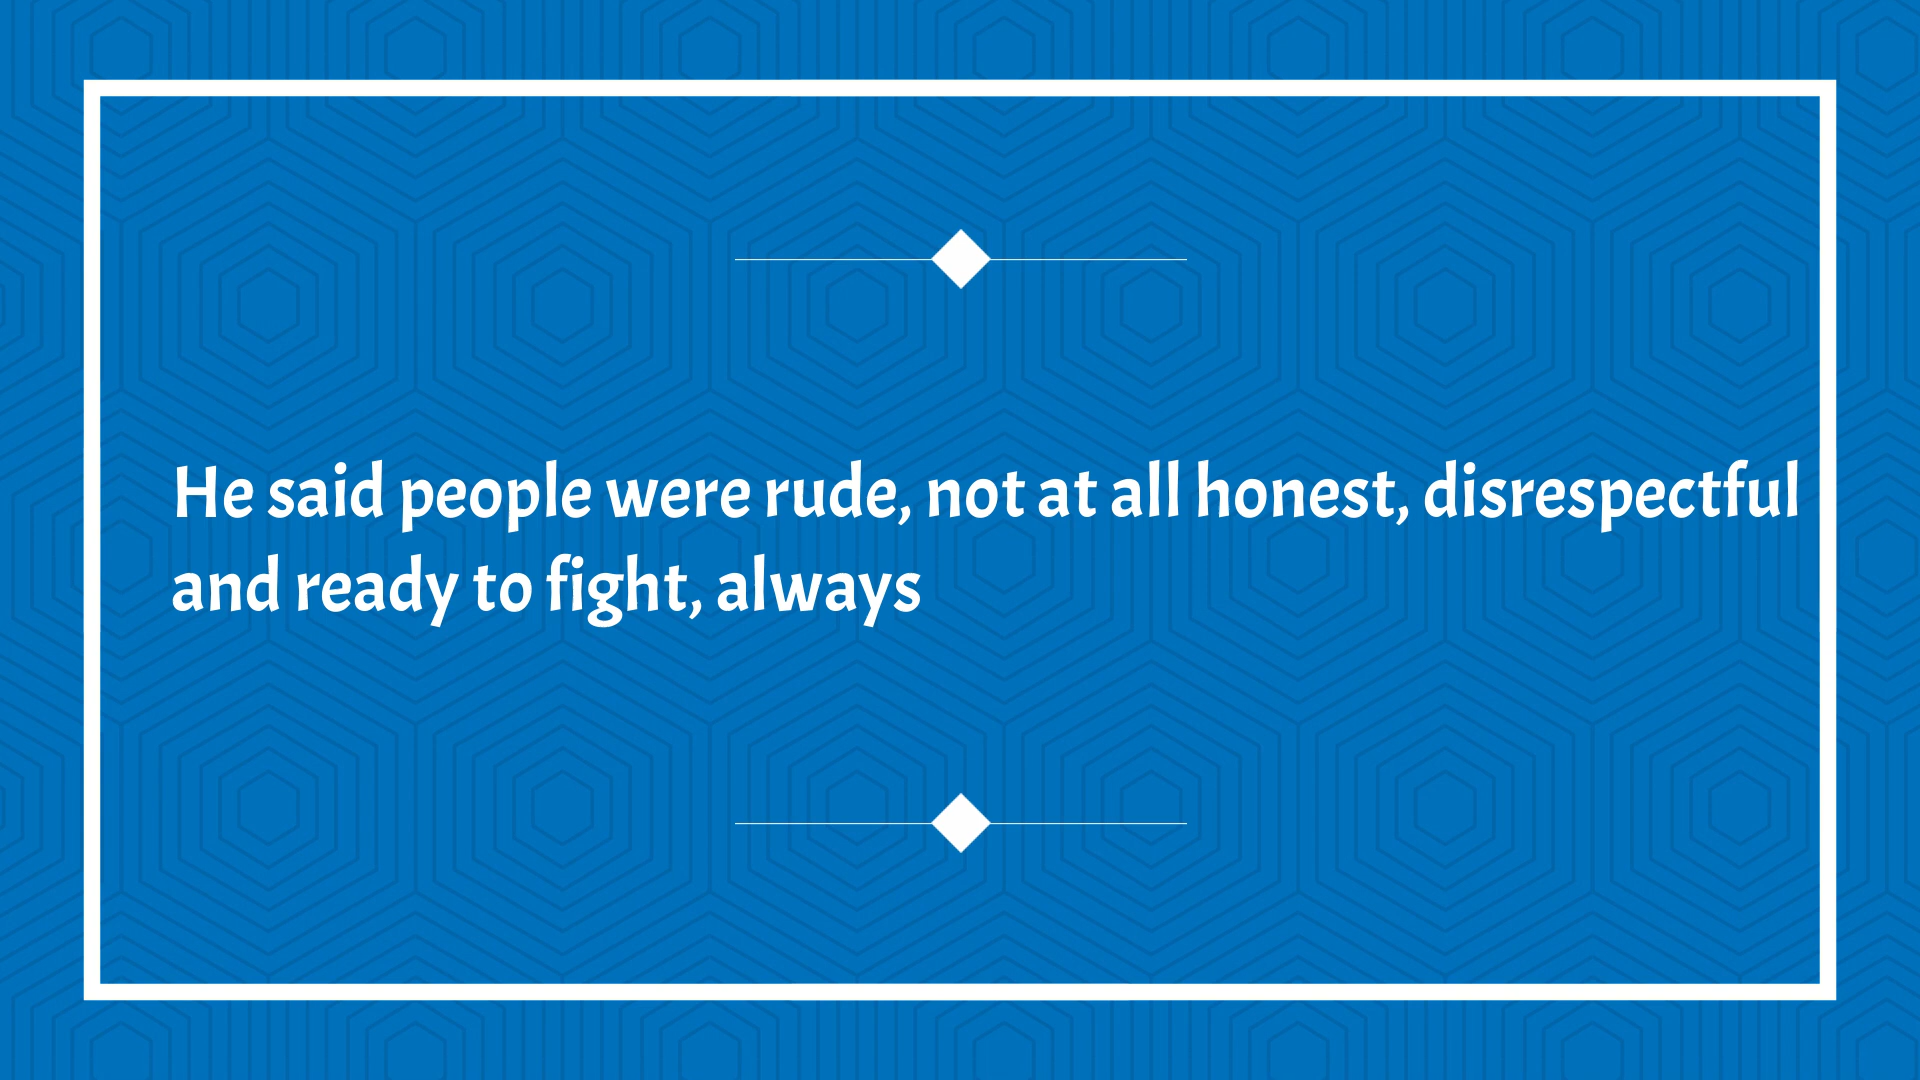 He said people were rude, not at all honest, disrespectful
and ready to fight, always